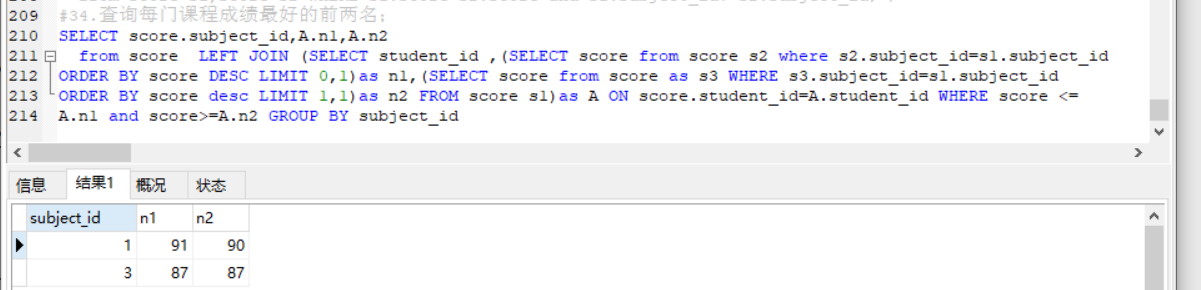 209 #34.查询每门课程成绩最好的前两名;
210 SELECT score.subject_id,A.n1,A.n2
211 from score LEFT JOIN (SELECT student_id ,(SELECT score from score s2 where s2.subject_id=s1.subject_id
212 ORDER BY score DESC LIMIT 0,1)as n1,(SELECT score from score as s3 WHERE s3.subject_id=s1.subject_id
213 ORDER BY score desc LIMIT 1,1)as n2 FROM score s1)as A ON score.student_id=A.student_id WHERE score <=
214 A.n1 and score>=A.n2 GROUP BY subject_id
信息 结果1 概况 状态
subject_id n1 n2
1 91 90
3 87 87